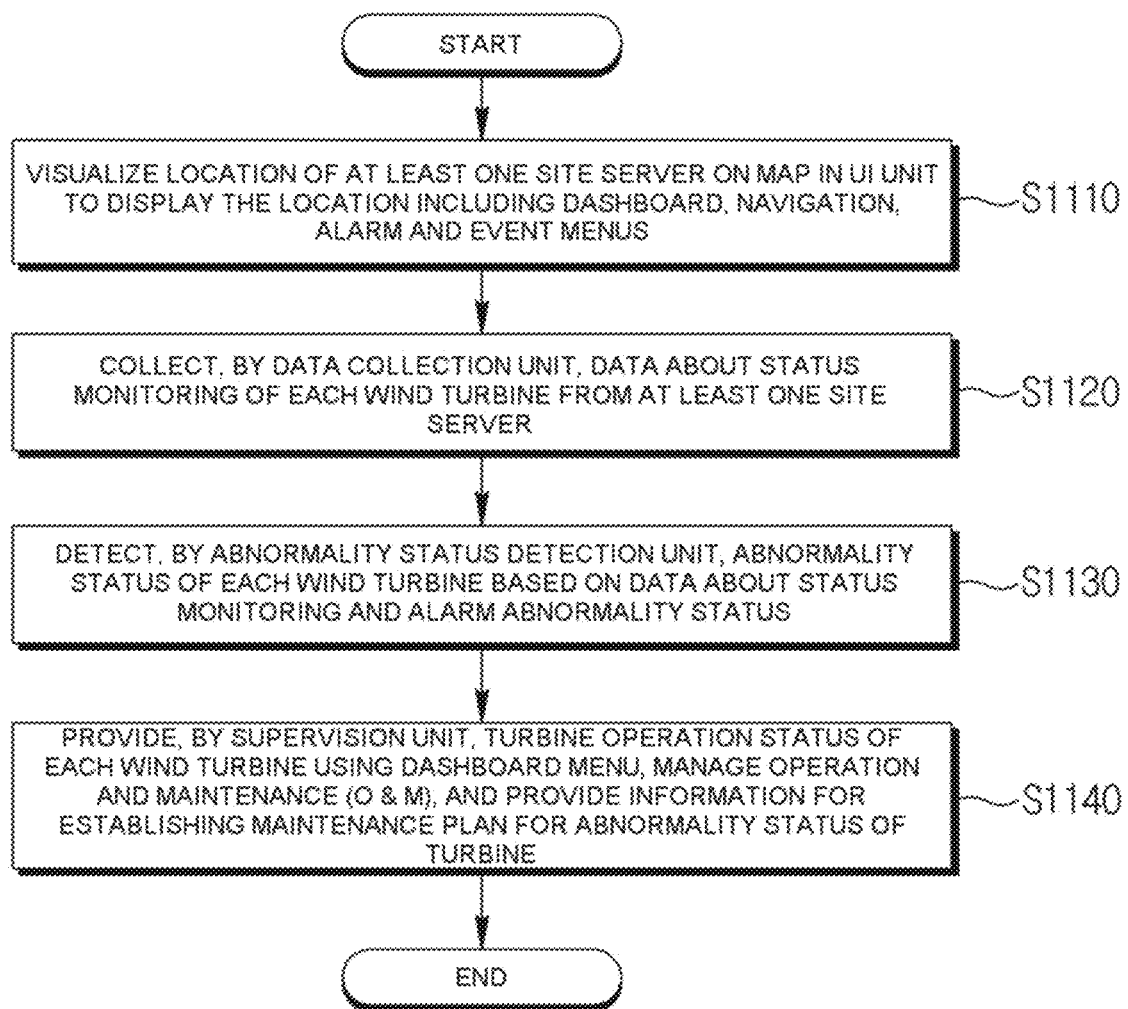 START
VISUALIZE LOCATION OF AT LEAST ONE SITE SERVER ON MAP IN UI UNIT
TO DISPLAY THE LOCATION INCLUDING DASHBOARD, NAVIGATION,
ALARM AND EVENT MENUS
S1110
COLLECT, BY DATA COLLECTION UNIT, DATA ABOUT STATUS
MONITORING OF EACH WIND TURBINE FROM AT LEAST ONE SITE
SERVER
S1120
DETECT, BY ABNORMALITY STATUS DETECTION UNIT, ABNORMALITY
STATUS OF EACH WIND TURBINE BASED ON DATA ABOUT STATUS
MONITORING AND ALARM ABNORMALITY STATUS
S1130
PROVIDE, BY SUPERVISION UNIT, TURBINE OPERATION STATUS OF
EACH WIND TURBINE USING DASHBOARD MENU, MANAGE OPERATION
AND MAINTENANCE (O & M), AND PROVIDE INFORMATION FOR
ESTABLISHING MAINTENANCE PLAN FOR ABNORMALITY STATUS OF
TURBINE
S1140
END